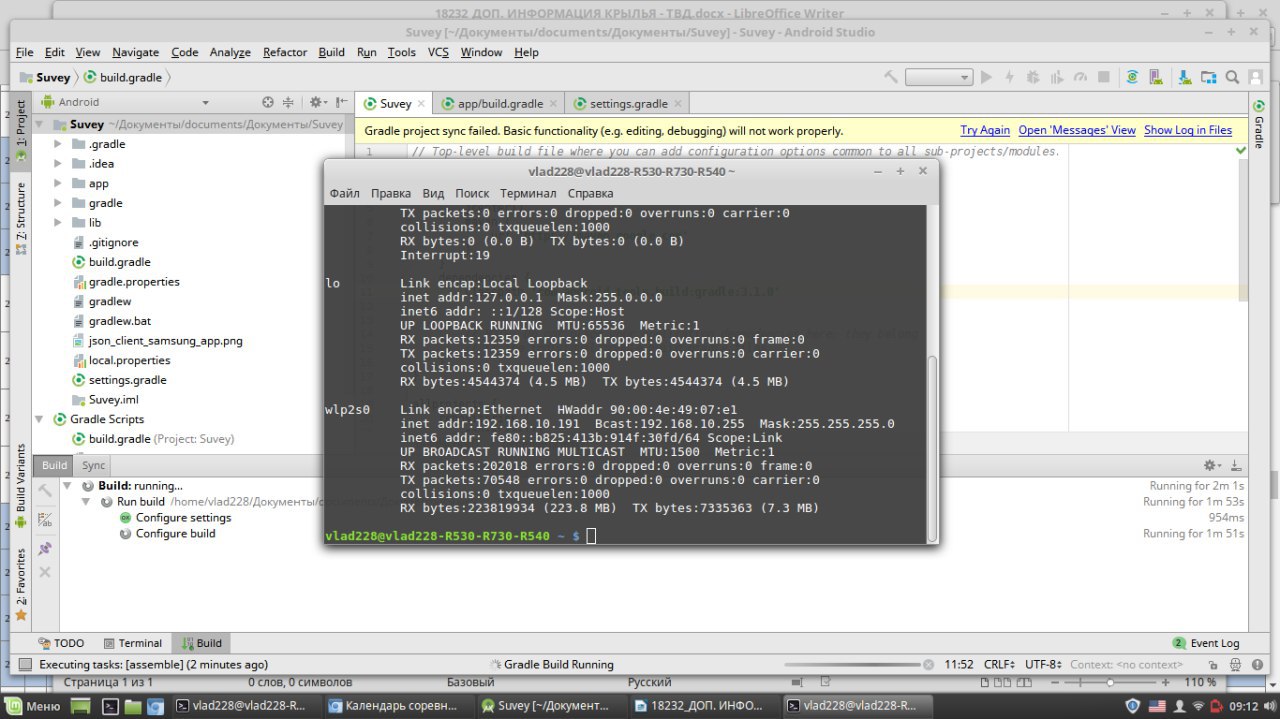 18232 ДОП. ИНФОРМАЦИЯ КРЫЛЬЯ - ТВД.docx - LibreOffice Writer
Suvey [~/Документы/documents/Документы/Suvey] - Suvey - Android Studio
File Edit View Navigate Code Analyze Refactor Build Run Tools VCS Window Help
Suvey build.gradle
1: Project
Android
Suvey app/build.gradle settings.gradle
Gradle
Suvey ~/Документы/documents/Документы/Suvey
Gradle project sync failed. Basic functionality (e.g. editing, debugging) will not work properly. Try Again Open 'Messages' View Show Log in Files
.gradle
1 // Top-level build file where you can add configuration options common to all sub-projects/modules.
.idea
app
gradle
lib
.gitignore
build.gradle
gradle.properties
gradlew
gradlew.bat
json_client_samsung_app.png
local.properties
settings.gradle
Suvey.iml
Gradle Scripts
build.gradle (Project: Suvey)
Z: Structure
Build Variants
2: Favorites
vlad228@vlad228-R530-R730-R540 ~
Файл Правка Вид Поиск Терминал Справка
TX packets:0 errors:0 dropped:0 overruns:0 carrier:0
collisions:0 txqueuelen:1000
RX bytes:0 (0.0 B) TX bytes:0 (0.0 B)
Interrupt:19
lo Link encap:Local Loopback
inet addr:127.0.0.1 Mask:255.0.0.0
inet6 addr: ::1/128 Scope:Host
UP LOOPBACK RUNNING MTU:65536 Metric:1
RX packets:12359 errors:0 dropped:0 overruns:0 frame:0
TX packets:12359 errors:0 dropped:0 overruns:0 carrier:0
collisions:0 txqueuelen:1000
RX bytes:4544374 (4.5 MB) TX bytes:4544374 (4.5 MB)
wlp2s0 Link encap:Ethernet HWaddr 90:00:4e:49:07:e1
inet addr:192.168.10.191 Bcast:192.168.10.255 Mask:255.255.255.0
inet6 addr: fe80::b825:413b:914f:30fd/64 Scope:Link
UP BROADCAST RUNNING MULTICAST MTU:1500 Metric:1
RX packets:202018 errors:0 dropped:0 overruns:0 frame:0
TX packets:70548 errors:0 dropped:0 overruns:0 carrier:0
collisions:0 txqueuelen:1000
RX bytes:223819934 (223.8 MB) TX bytes:7335363 (7.3 MB)
vlad228@vlad228-R530-R730-R540 ~ $
Build Sync
Build: running... Running for 2m 1s
Run build /home/vlad228/Документы/ Running for 1m 53s
Configure settings 954ms
Configure build Running for 1m 51s
TODO Terminal Build 2 Event Log
Executing tasks: [assemble] (2 minutes ago) Gradle Build Running 11:52 CRLF UTF-8 Context: <no context>
Страница 1 из 1 0 слов, 0 символов Базовый Русский 110 %
Меню vlad228@vlad228-R... Календарь соревн... Suvey [~/Документ... 18232_ДОП. ИНФО... vlad228@vlad228-R... 09:12